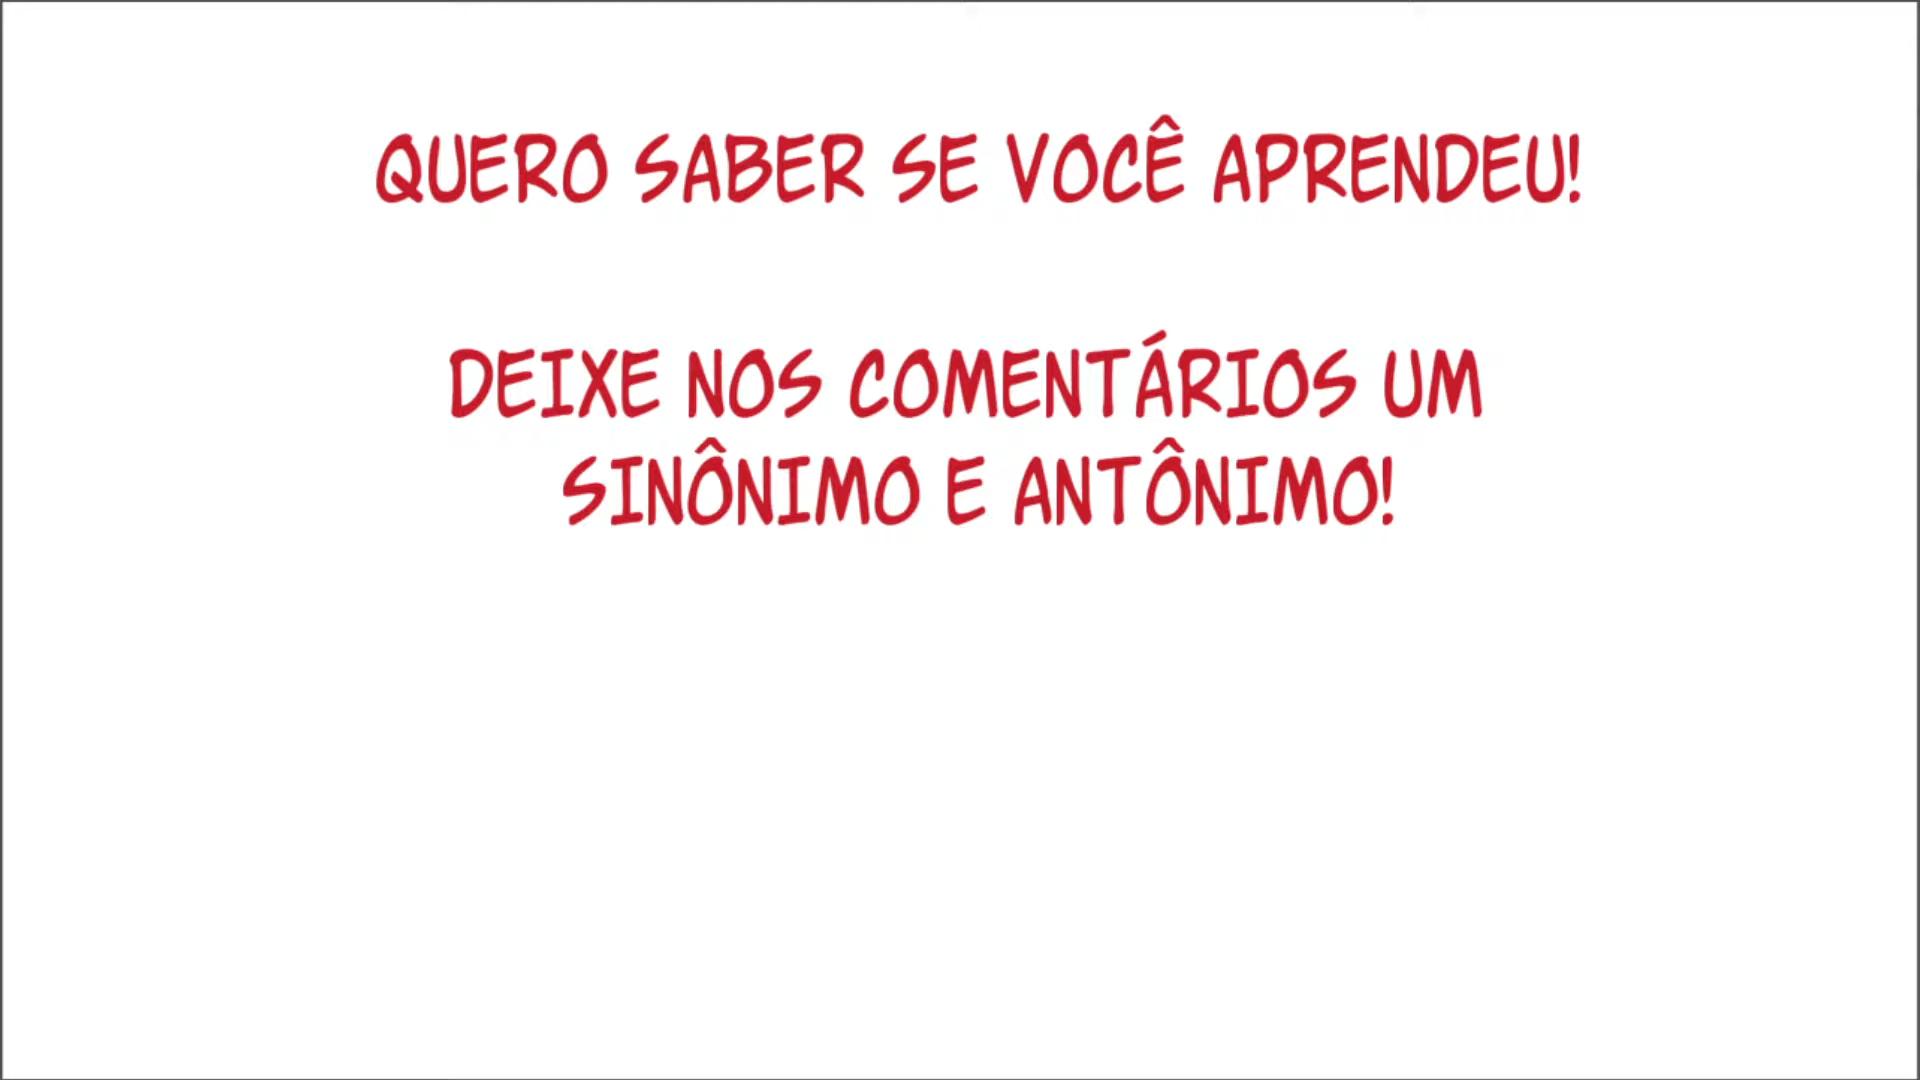 QUERO SABER SE VOCÊ APRENDEU!
DEIXE NOS COMENTÁRIOS UM
SINÔNIMO E ANTÔNIMO!